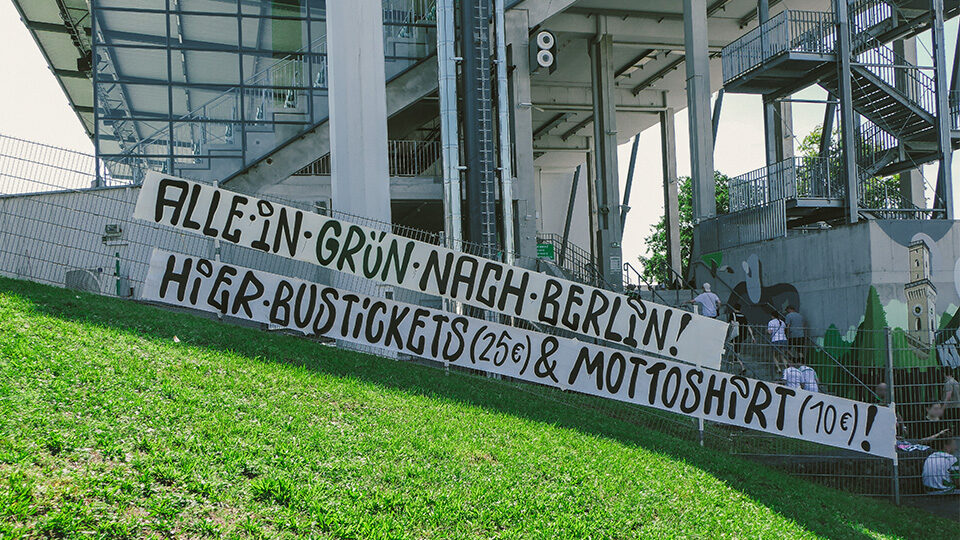 ALLE·iN·GRÜN·NACH·BERLiN!
HiER·BUSTiCKETS (25€) & MOTTOSHiRT (10€)!